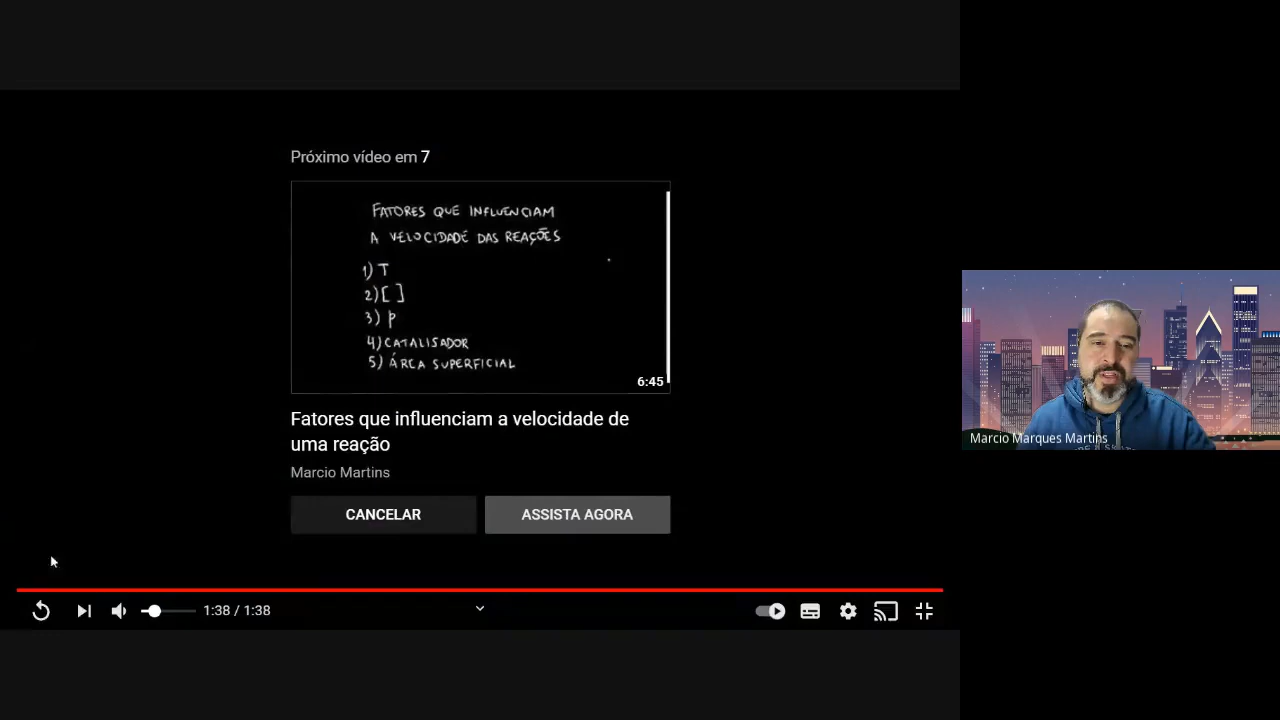 Próximo vídeo em 7
FATORES QUE INFLUENCIAM
A VELOCIDADE DAS REAÇÕES
1) T
2) [ ]
3) p
4) CATALISADOR
5) ÁREA SUPERFICIAL
6:45
Fatores que influenciam a velocidade de
uma reação
Marcio Martins
CANCELAR
ASSISTA AGORA
1:38 / 1:38
Marcio Marques Martins